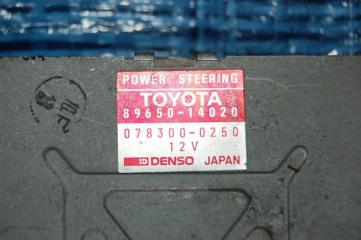 POWER STEERING
TOYOTA
89650-14020
078300-0250
12V
DENSO JAPAN